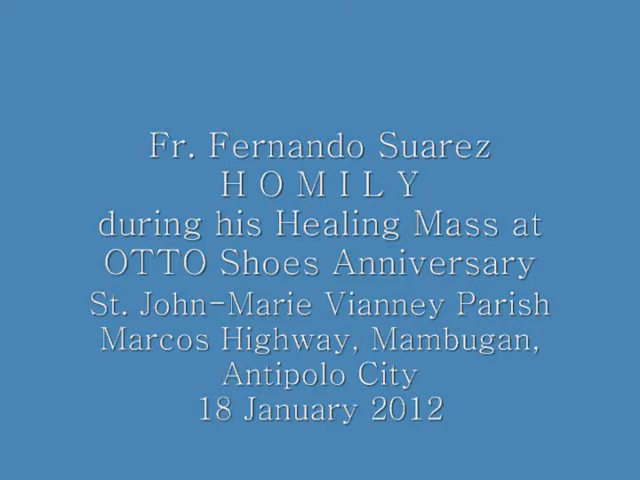 Fr. Fernando Suarez
H O M I L Y
during his Healing Mass at
OTTO Shoes Anniversary
St. John-Marie Vianney Parish
Marcos Highway, Mambugan,
Antipolo City
18 January 2012